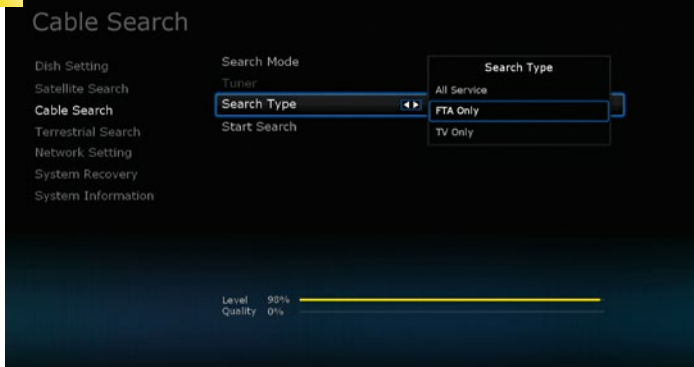 Cable Search
Dish Setting
Satellite Search
Cable Search
Terrestrial Search
Network Setting
System Recovery
System Information
Search Mode
Tuner
Search Type
Start Search
Search Type
All Service
FTA Only
TV Only
Level 98%
Quality 0%